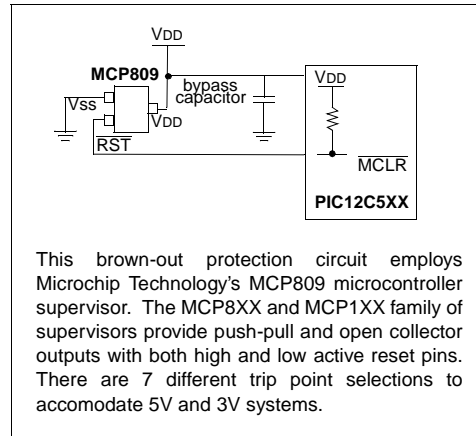 VDD
MCP809
VDD
bypass
capacitor
Vss
VDD
RST
MCLR
PIC12C5XX
This brown-out protection circuit employs
Microchip Technology's MCP809 microcontroller
supervisor. The MCP8XX and MCP1XX family of
supervisors provide push-pull and open collector
outputs with both high and low active reset pins.
There are 7 different trip point selections to
accomodate 5V and 3V systems.